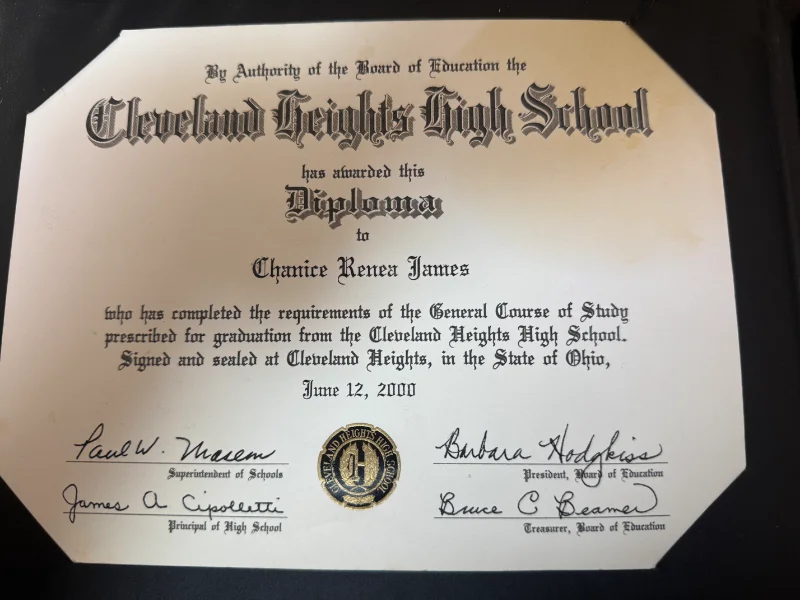 By Authority of the Board of Education the
Cleveland Heights High School
has awarded this
Diploma
to
Chanice Renea James
who has completed the requirements of the General Course of Study
prescribed for graduation from the Cleveland Heights High School.
Signed and sealed at Cleveland Heights, in the State of Ohio,
June 12, 2000
Paul W. Masem
Superintendent of Schools
Barbara Hodgkiss
President, Board of Education
James A Cipolletti
Principal of High School
Bruce C Beamer
Treasurer, Board of Education
CLEVELAND HEIGHTS HIGH SCHOOL